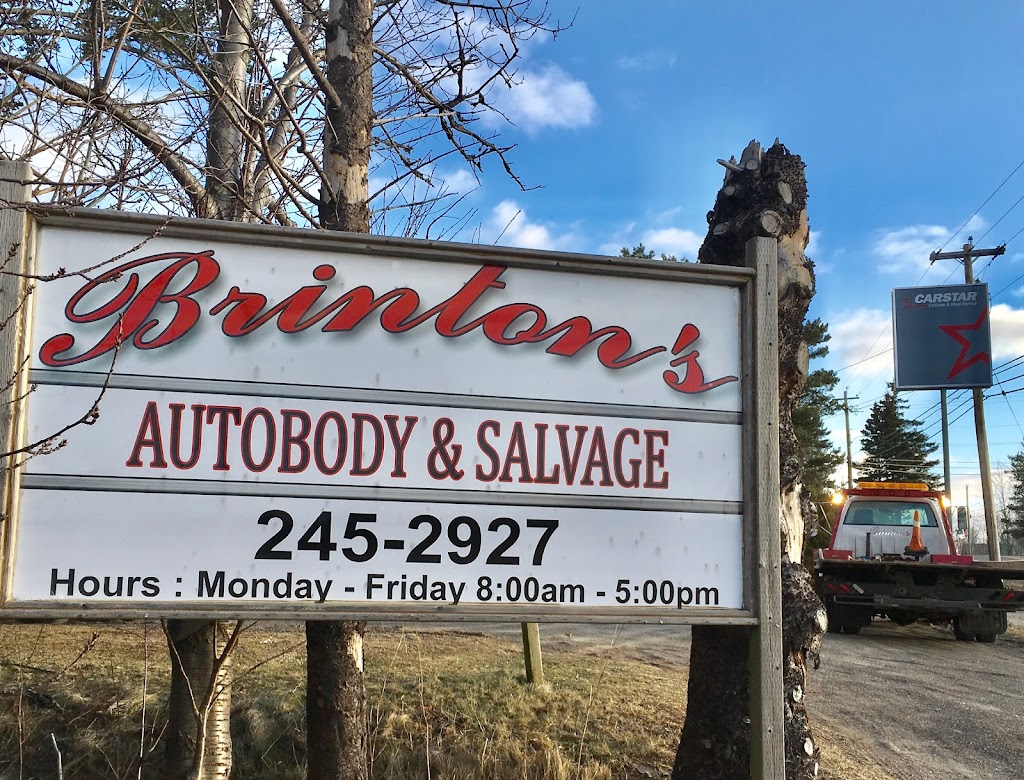 Brinton's
AUTOBODY & SALVAGE
245-2927
Hours : Monday - Friday 8:00am - 5:00pm
CARSTAR